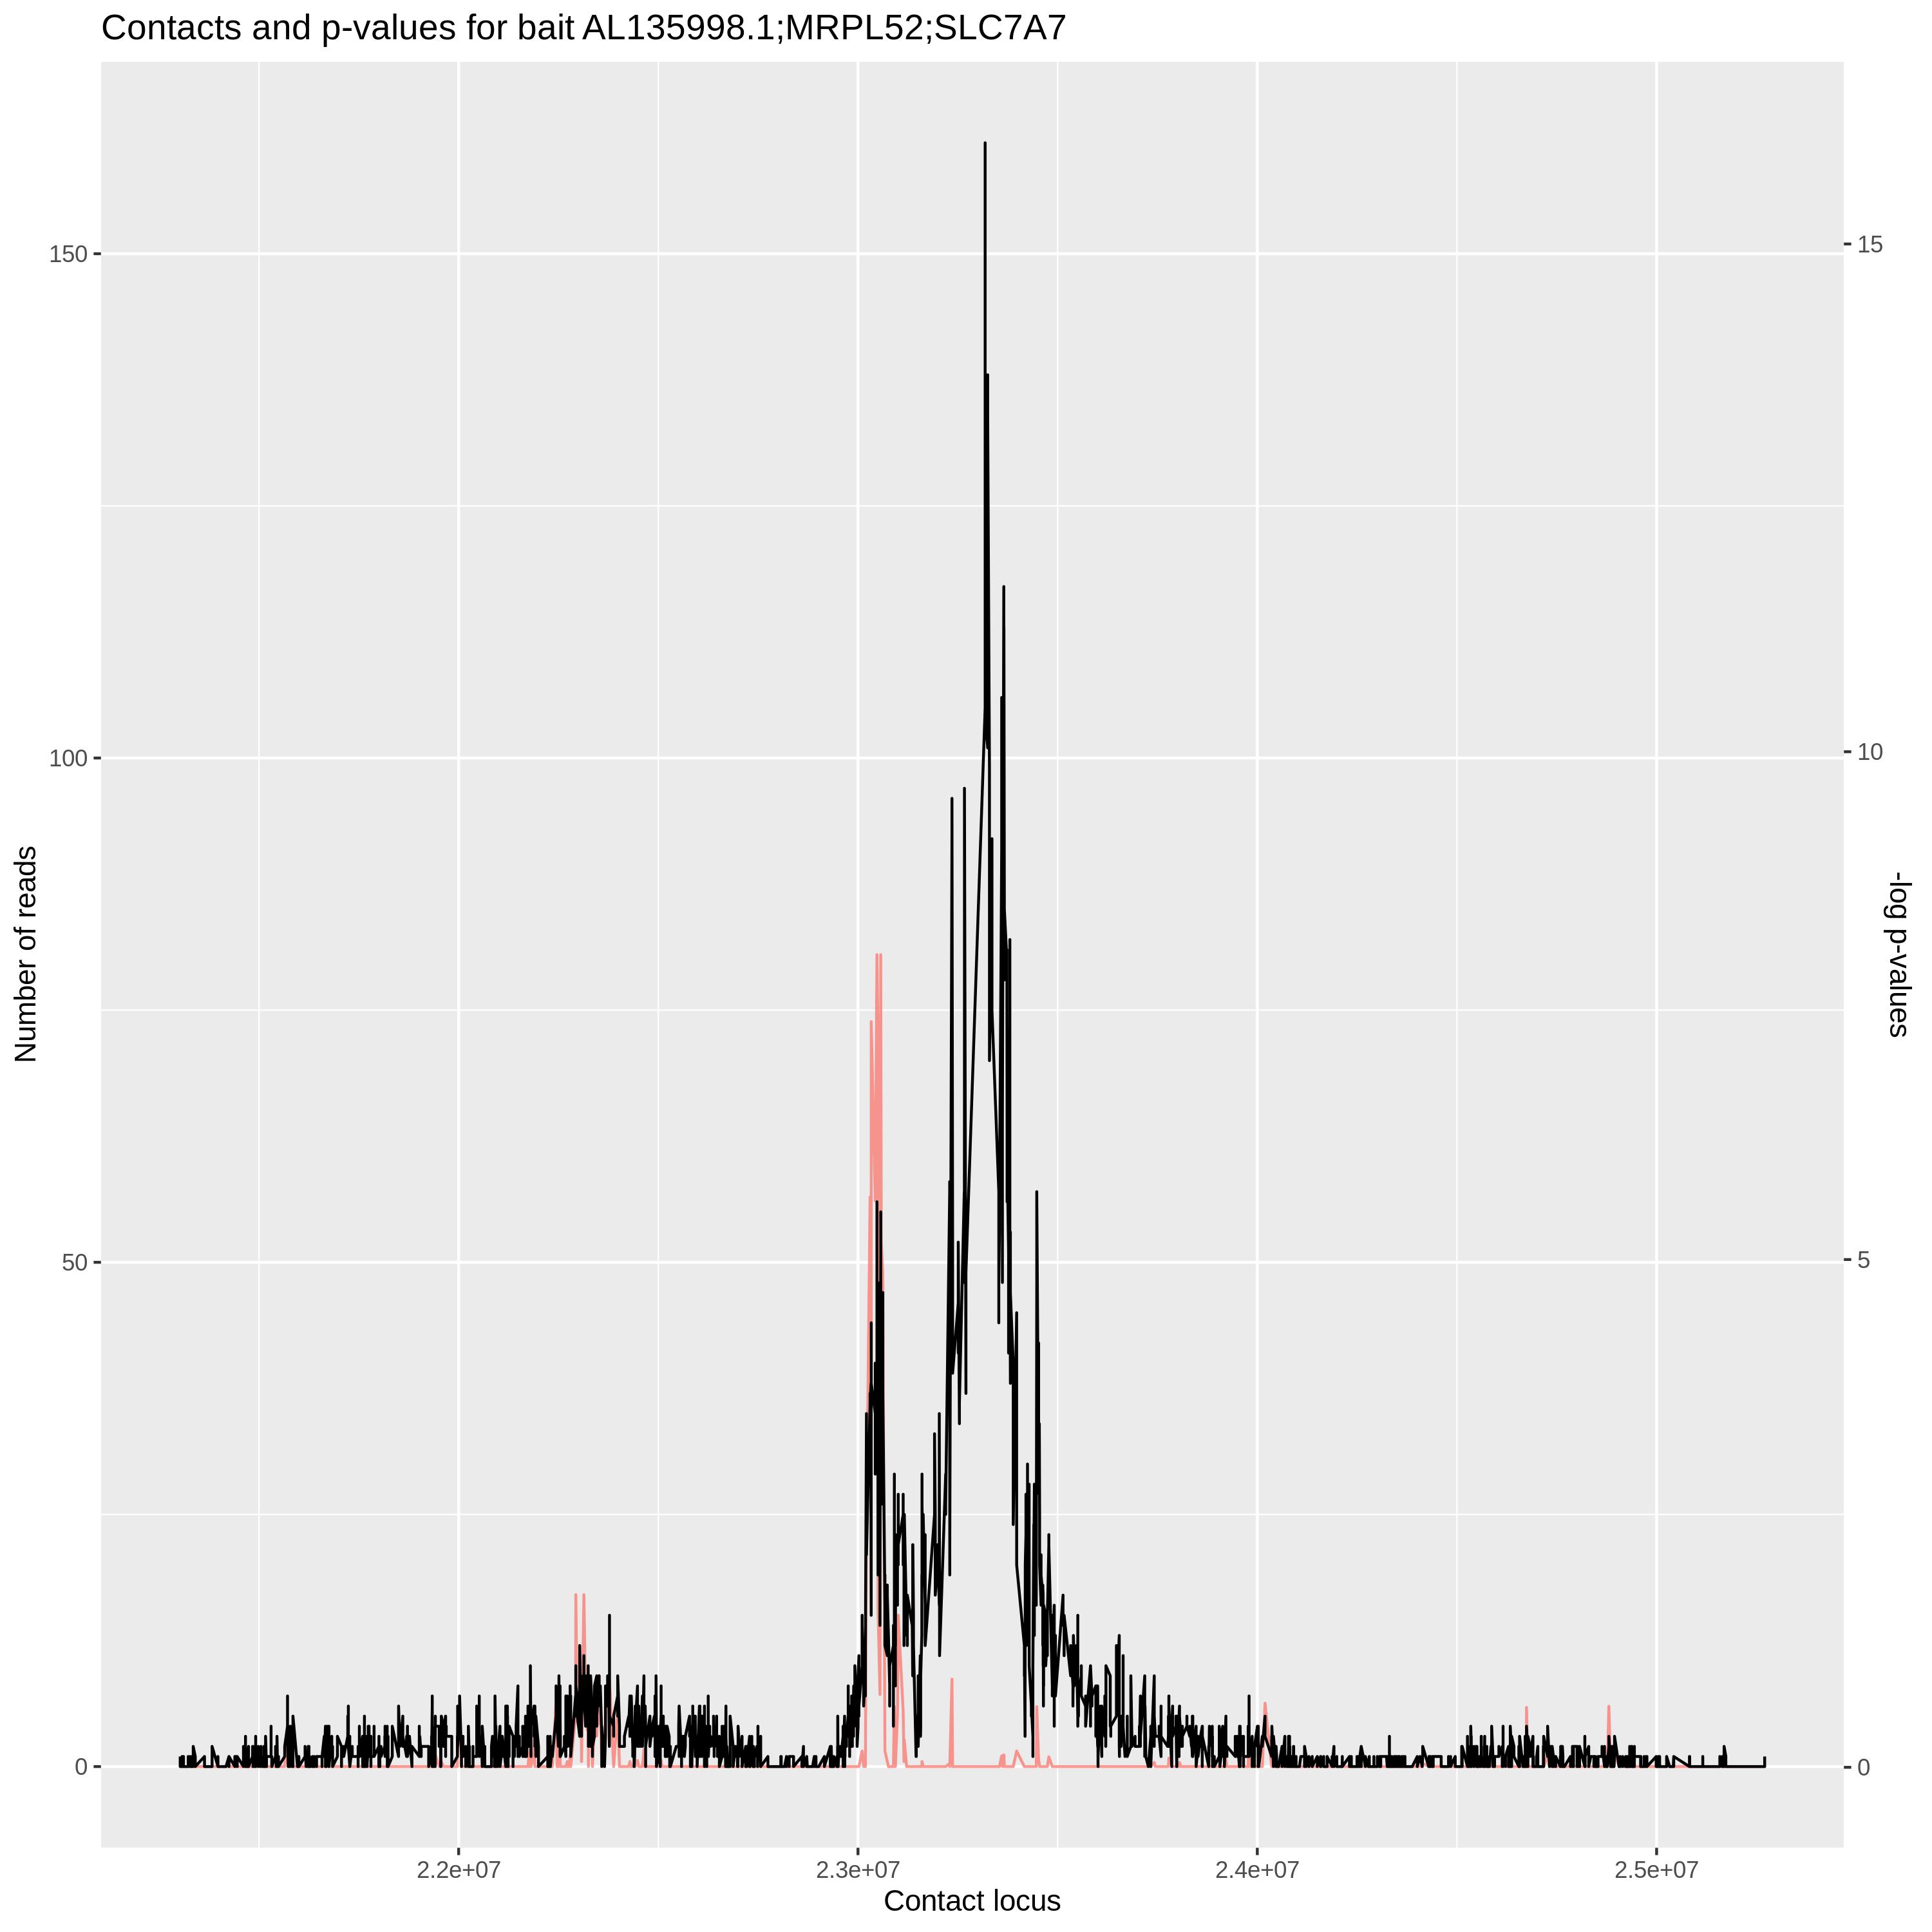 Contacts and p-values for bait AL135998.1;MRPL52;SLC7A7
150
100
50
0
Number of reads
15
10
5
0
-log p-values
2.2e+07
2.3e+07
2.4e+07
2.5e+07
Contact locus